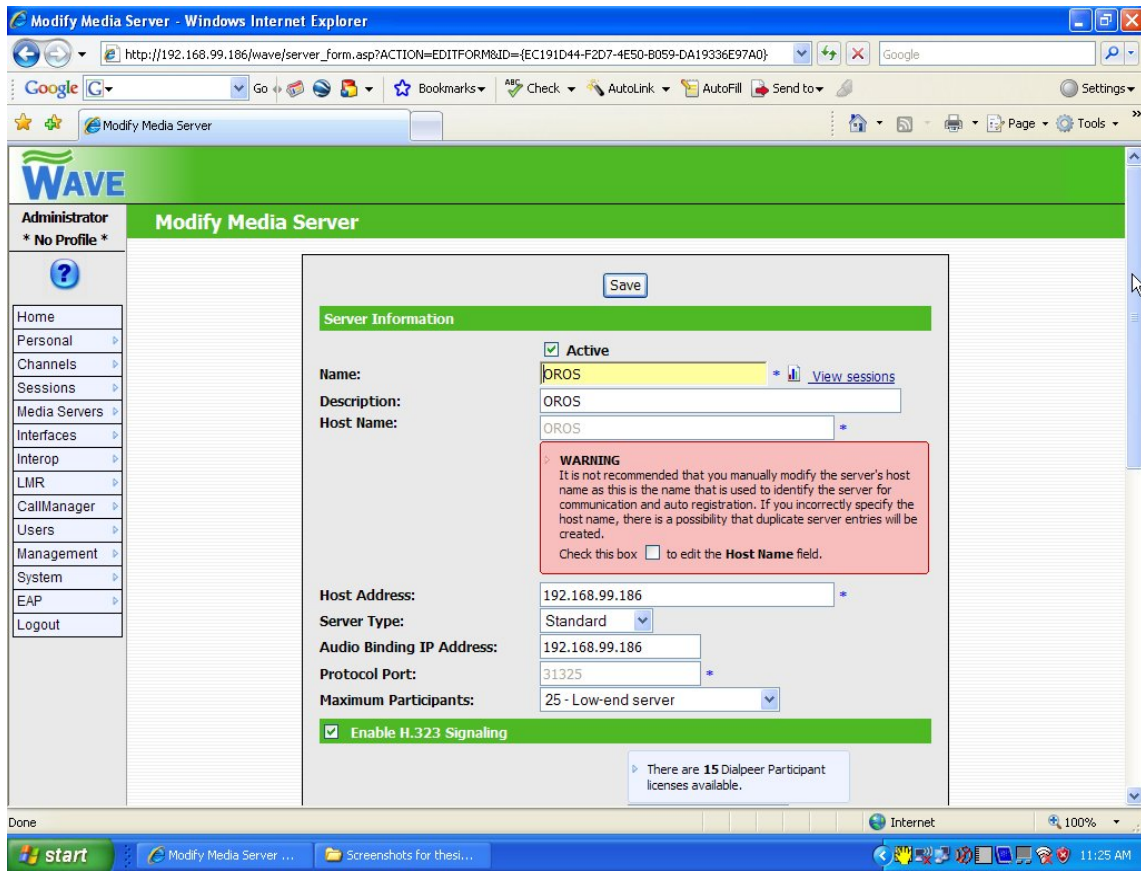 Modify Media Server - Windows Internet Explorer
http://192.168.99.186/wave/server_form.asp?ACTION=EDITFORM&ID={EC191D44-F2D7-4E50-B059-DA19336E97A0}
Google
Google G
Go
Bookmarks
ABC Check
AutoLink
AutoFill
Send to
Settings
Modify Media Server
Page
Tools
»
WAVE
Administrator
* No Profile *
Modify Media Server
?
Home
Personal
Channels
Sessions
Media Servers
Interfaces
Interop
LMR
CallManager
Users
Management
System
EAP
Logout
Save
Server Information
Active
Name: OROS * View sessions
Description: OROS
Host Name: OROS *
WARNING
It is not recommended that you manually modify the server's host
name as this is the name that is used to identify the server for
communication and auto registration. If you incorrectly specify the
host name, there is a possibility that duplicate server entries will be
created.
Check this box to edit the Host Name field.
Host Address: 192.168.99.186 *
Server Type: Standard
Audio Binding IP Address: 192.168.99.186
Protocol Port: 31325 *
Maximum Participants: 25 - Low-end server
Enable H.323 Signaling
There are 15 Dialpeer Participant
licenses available.
Done
Internet
100%
start
Modify Media Server ...
Screenshots for thesi...
11:25 AM